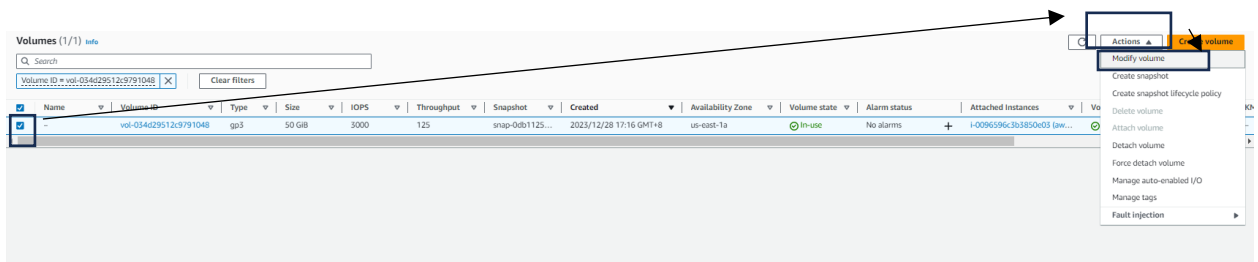 Volumes (1/1) Info
Actions
Create volume
Search
Volume ID = vol-034d29512c9791048
Clear filters
Name Volume ID Type Size IOPS Throughput Snapshot Created Availability Zone Volume state Alarm status Attached Instances Vo
– vol-034d29512c9791048 gp3 50 GiB 3000 125 snap-0db1125... 2023/12/28 17:16 GMT+8 us-east-1a In-use No alarms + i-0096596c3b3850e03 (aw...
Modify volume
Create snapshot
Create snapshot lifecycle policy
Delete volume
Attach volume
Detach volume
Force detach volume
Manage auto-enabled I/O
Manage tags
Fault injection